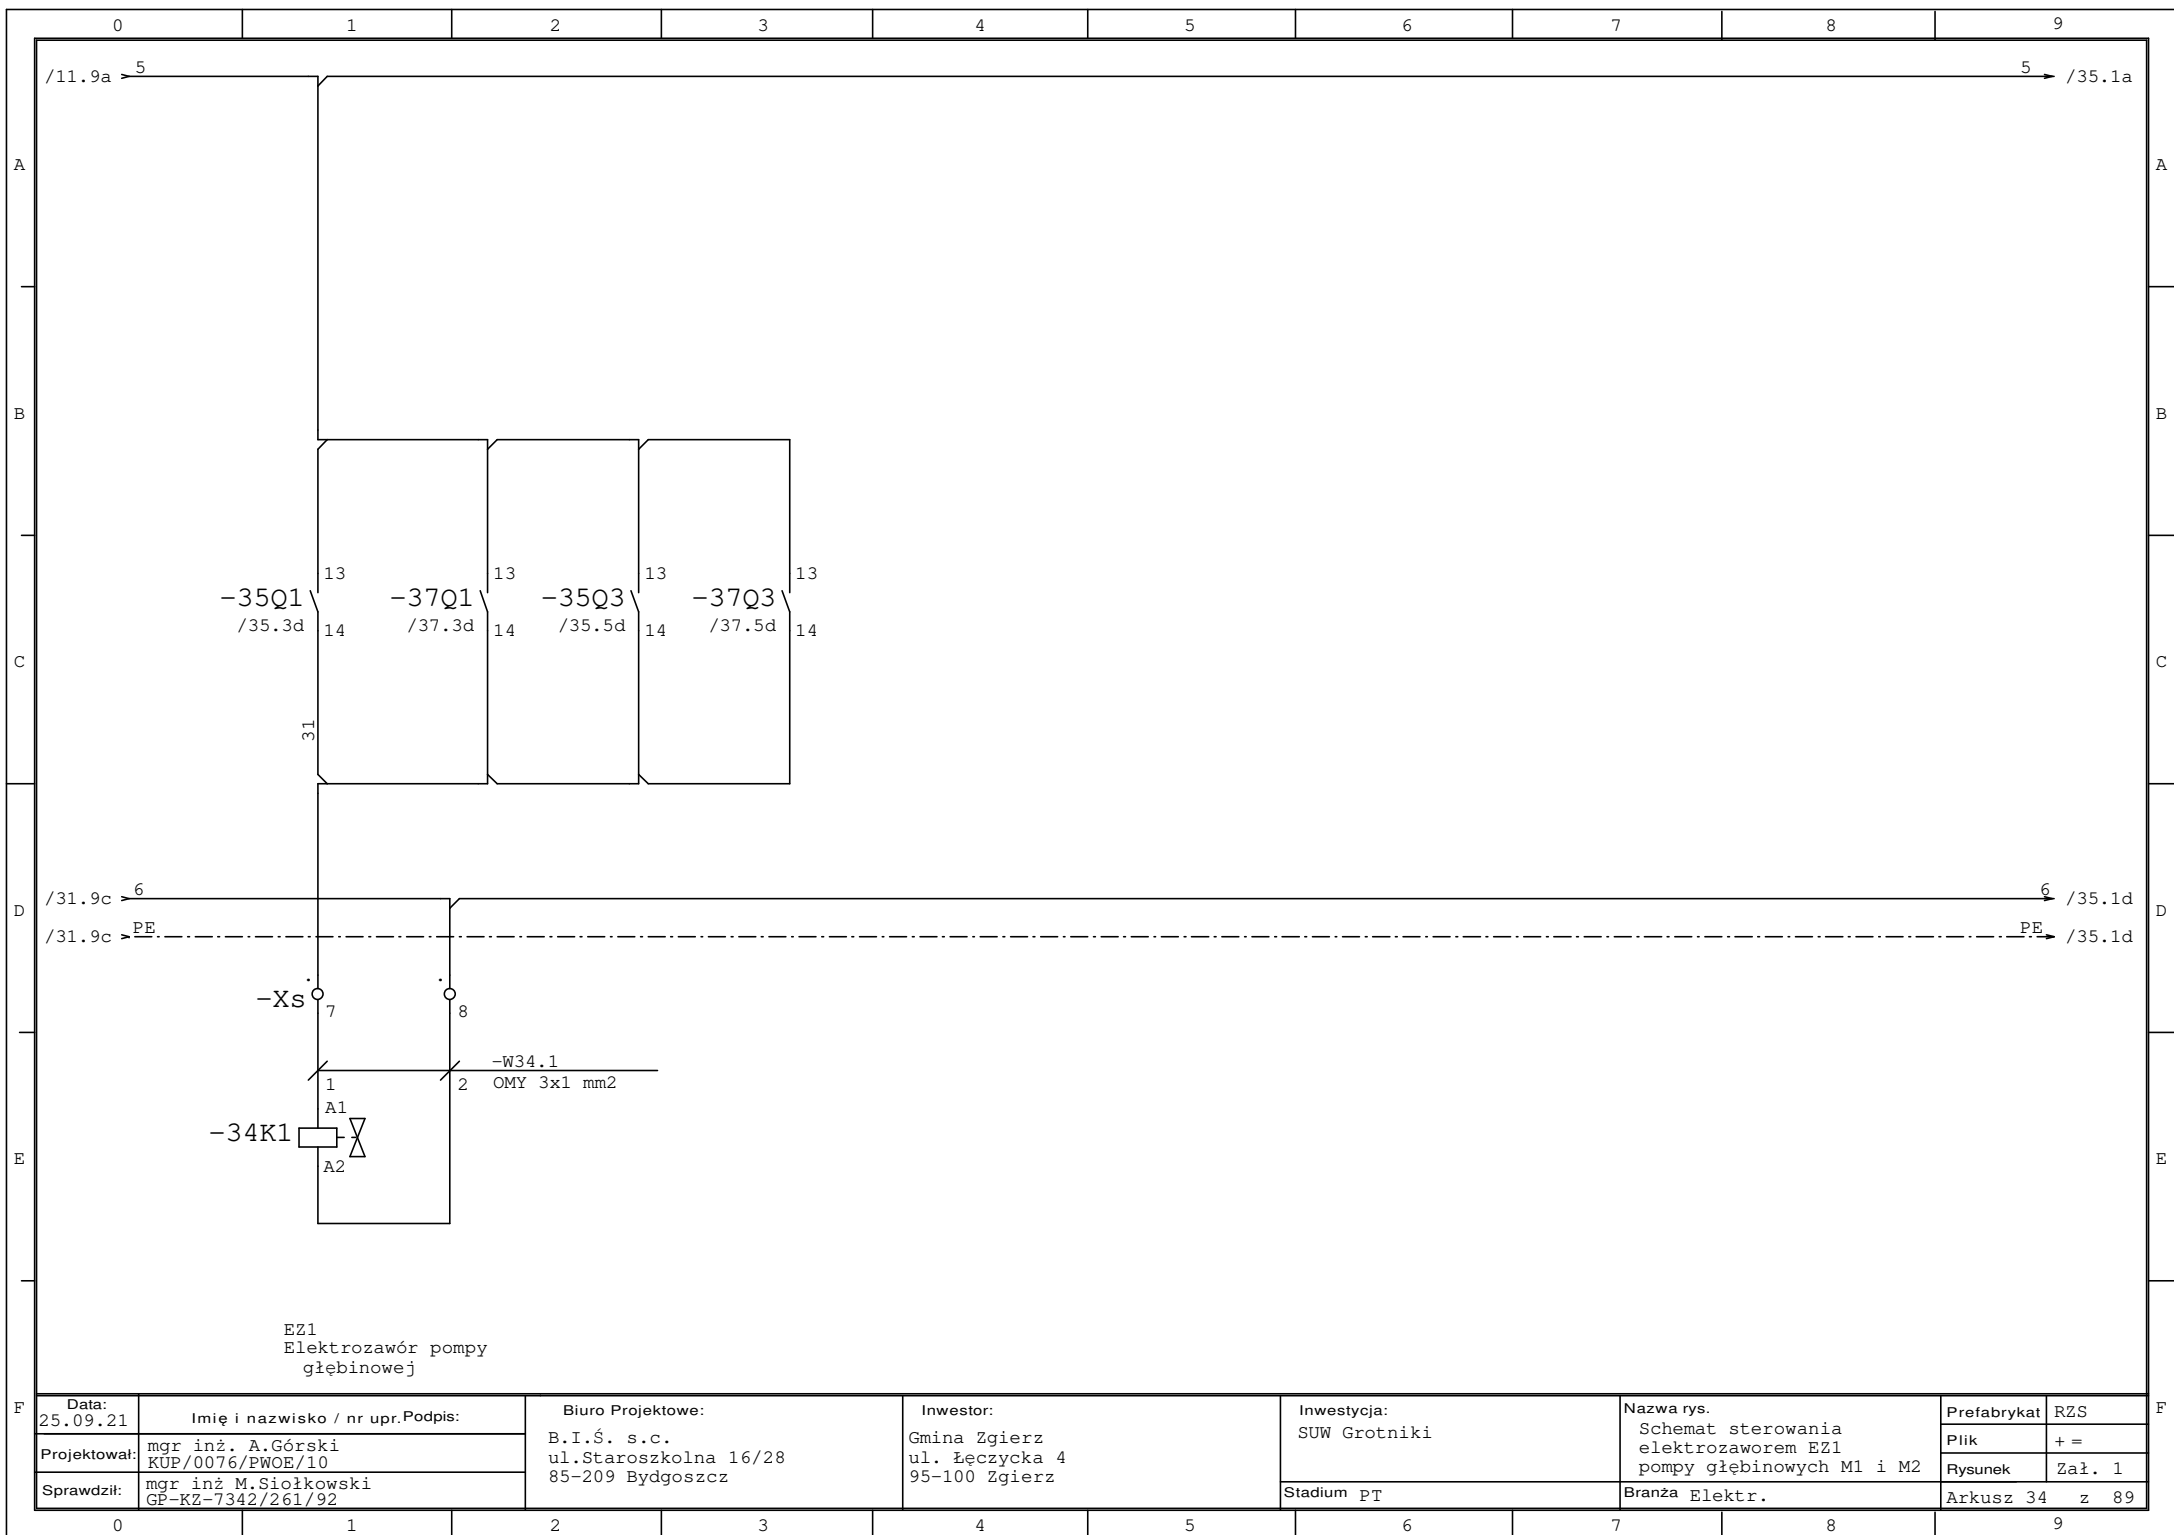 0 1 2 3 4 5 6 7 8 9
/11.9a 5 5 /35.1a
A A
B B
13 13 13 13
-35Q1 -37Q1 -35Q3 -37Q3
/35.3d /37.3d /35.5d /37.5d
14 14 14 14
C C
31
/31.9c 6 6 /35.1d
D D
/31.9c PE PE /35.1d
-Xs 7 8
-W34.1
1 2 OMY 3x1 mm2
A1
-34K1
A2
E E
EZ1
Elektrozawór pompy
głębinowej
F F
Data:
25.09.21
Imię i nazwisko / nr upr. Podpis:
Projektował:
mgr inż. A.Górski
KUP/0076/PWOE/10
Sprawdził:
mgr inż M.Siołkowski
GP-KZ-7342/261/92
Biuro Projektowe:
B.I.Ś. s.c.
ul.Staroszkolna 16/28
85-209 Bydgoszcz
Inwestor:
Gmina Zgierz
ul. Łęczycka 4
95-100 Zgierz
Inwestycja:
SUW Grotniki
Stadium PT
Nazwa rys.
Schemat sterowania
elektrozaworem EZ1
pompy głębinowych M1 i M2
Branża Elektr.
Prefabrykat RZS
Plik + =
Rysunek Zał. 1
Arkusz 34 z 89
0 1 2 3 4 5 6 7 8 9